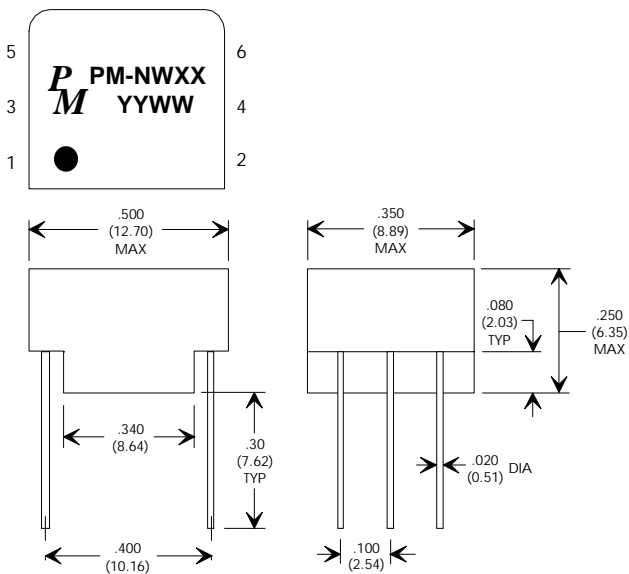 5
6
P PM-NWXX
3
M YYWW
4
1
2
.500
(12.70)
MAX
.350
(8.89)
MAX
.080
(2.03)
TYP
.250
(6.35)
MAX
.340
(8.64)
.30
(7.62)
TYP
.020
(0.51) DIA
.400
(10.16)
.100
(2.54)